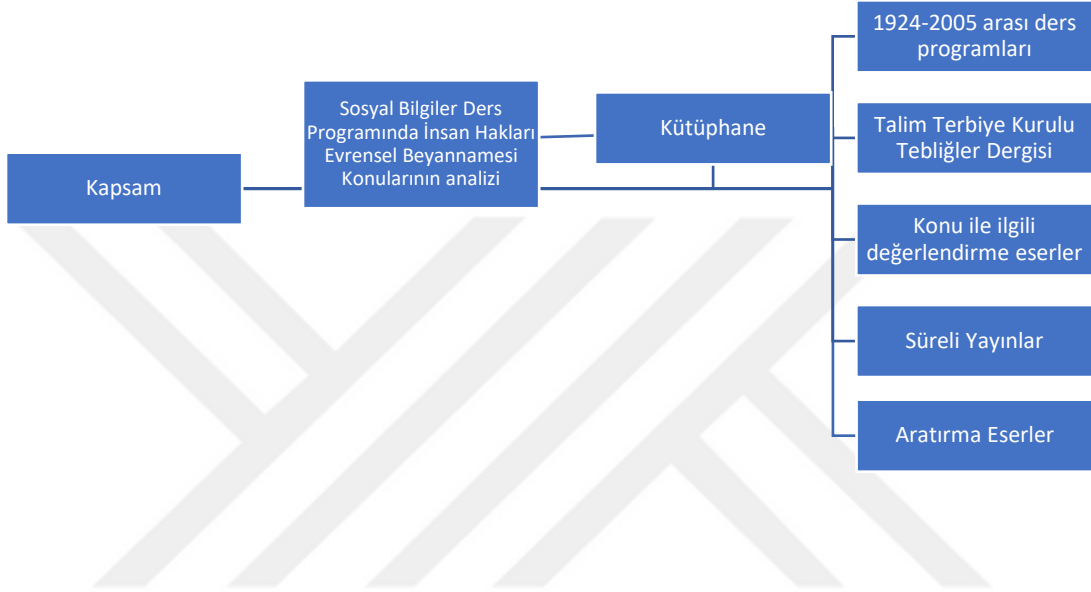 Kapsam
Sosyal Bilgiler Ders
Programında İnsan Hakları
Evrensel Beyannamesi
Konularının analizi
Kütüphane
1924-2005 arası ders
programları
Talim Terbiye Kurulu
Tebliğler Dergisi
Konu ile ilgili
değerlendirme eserler
Süreli Yayınlar
Aratırma Eserler